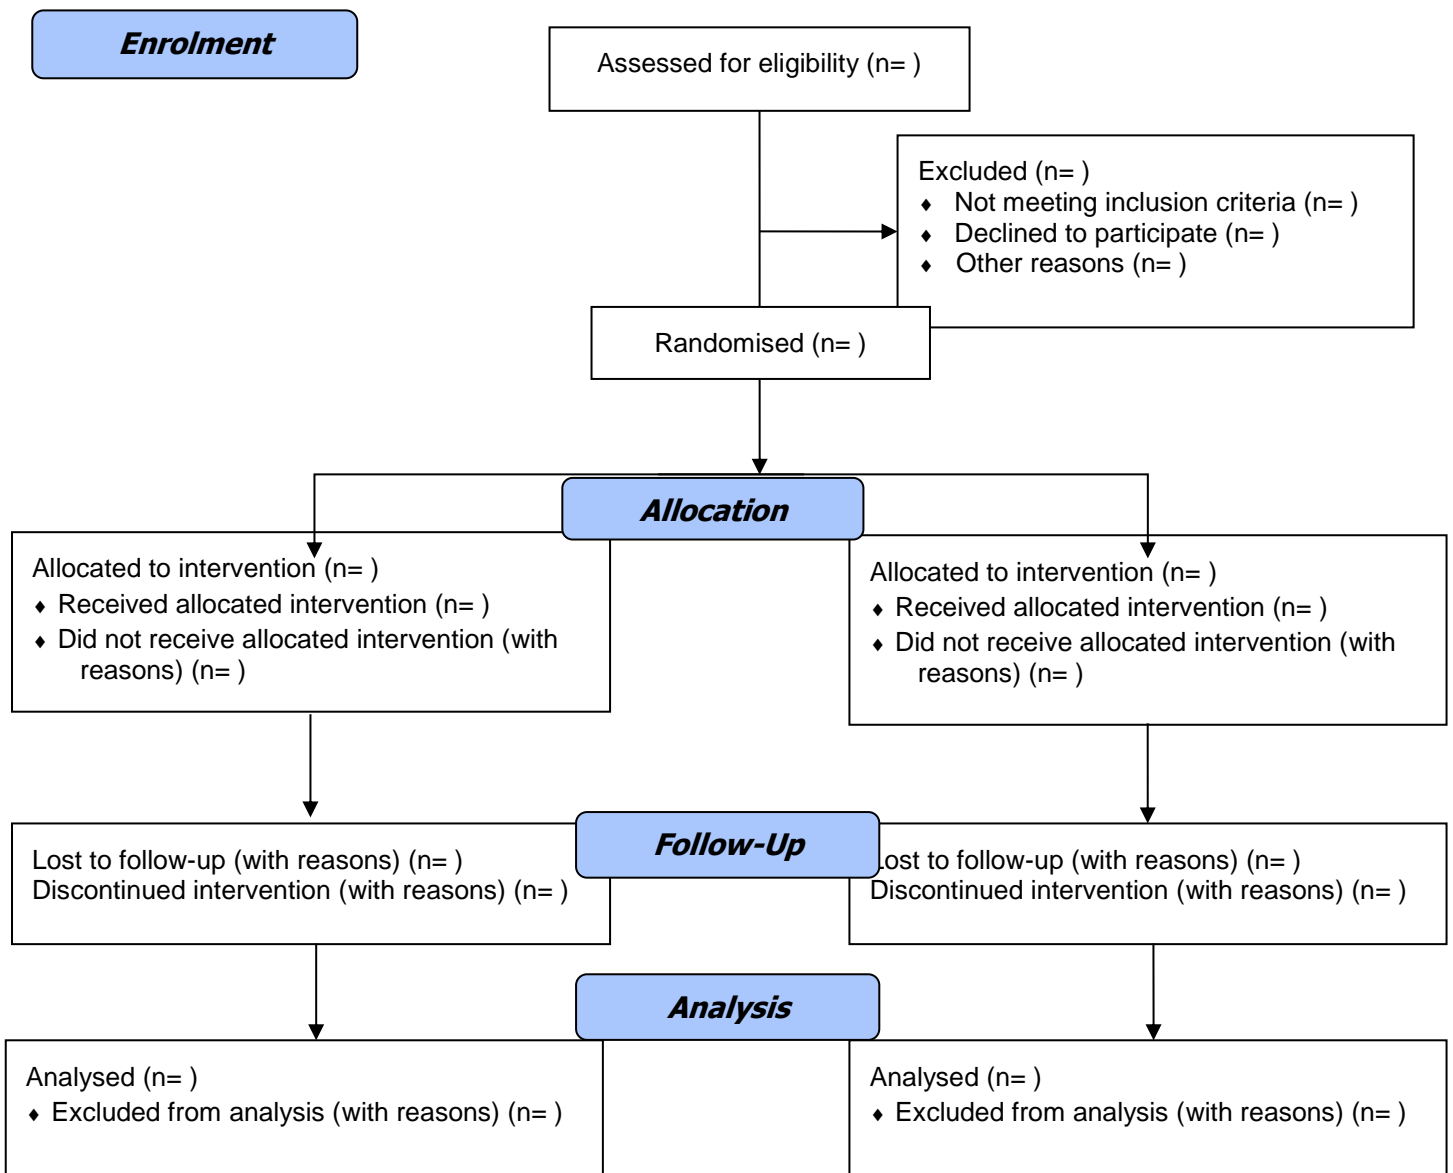 Enrolment
Assessed for eligibility (n= )
Excluded (n= )
♦ Not meeting inclusion criteria (n= )
♦ Declined to participate (n= )
♦ Other reasons (n= )
Randomised (n= )
Allocation
Allocated to intervention (n= )
♦ Received allocated intervention (n= )
♦ Did not receive allocated intervention (with
reasons) (n= )
Allocated to intervention (n= )
♦ Received allocated intervention (n= )
♦ Did not receive allocated intervention (with
reasons) (n= )
Follow-Up
Lost to follow-up (with reasons) (n= )
Discontinued intervention (with reasons) (n= )
Lost to follow-up (with reasons) (n= )
Discontinued intervention (with reasons) (n= )
Analysis
Analysed (n= )
♦ Excluded from analysis (with reasons) (n= )
Analysed (n= )
♦ Excluded from analysis (with reasons) (n= )